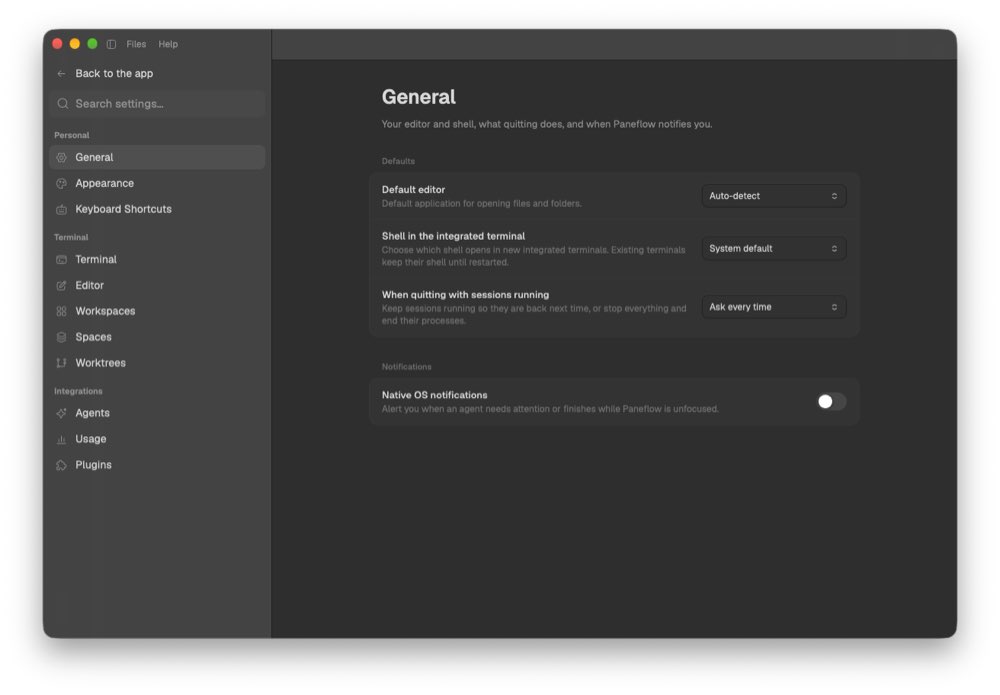 Files Help
Back to the app
Search settings...
Personal
General
Appearance
Keyboard Shortcuts
Terminal
Terminal
Editor
Workspaces
Spaces
Worktrees
Integrations
Agents
Usage
Plugins
General
Your editor and shell, what quitting does, and when Paneflow notifies you.
Defaults
Default editor
Default application for opening files and folders.
Auto-detect
Shell in the integrated terminal
Choose which shell opens in new integrated terminals. Existing terminals
keep their shell until restarted.
System default
When quitting with sessions running
Keep sessions running so they are back next time, or stop everything and
end their processes.
Ask every time
Notifications
Native OS notifications
Alert you when an agent needs attention or finishes while Paneflow is unfocused.